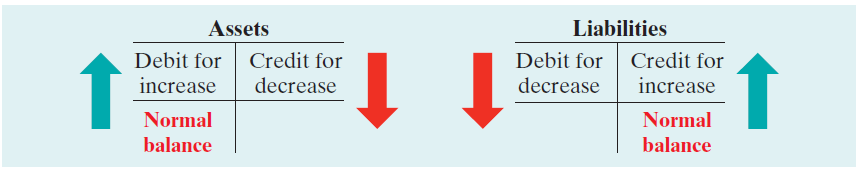 Assets
Debit for increase
Credit for decrease
Normal balance
Liabilities
Debit for decrease
Credit for increase
Normal balance